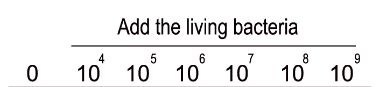 Add the living bacteria
0 10⁴ 10⁵ 10⁶ 10⁷ 10⁸ 10⁹